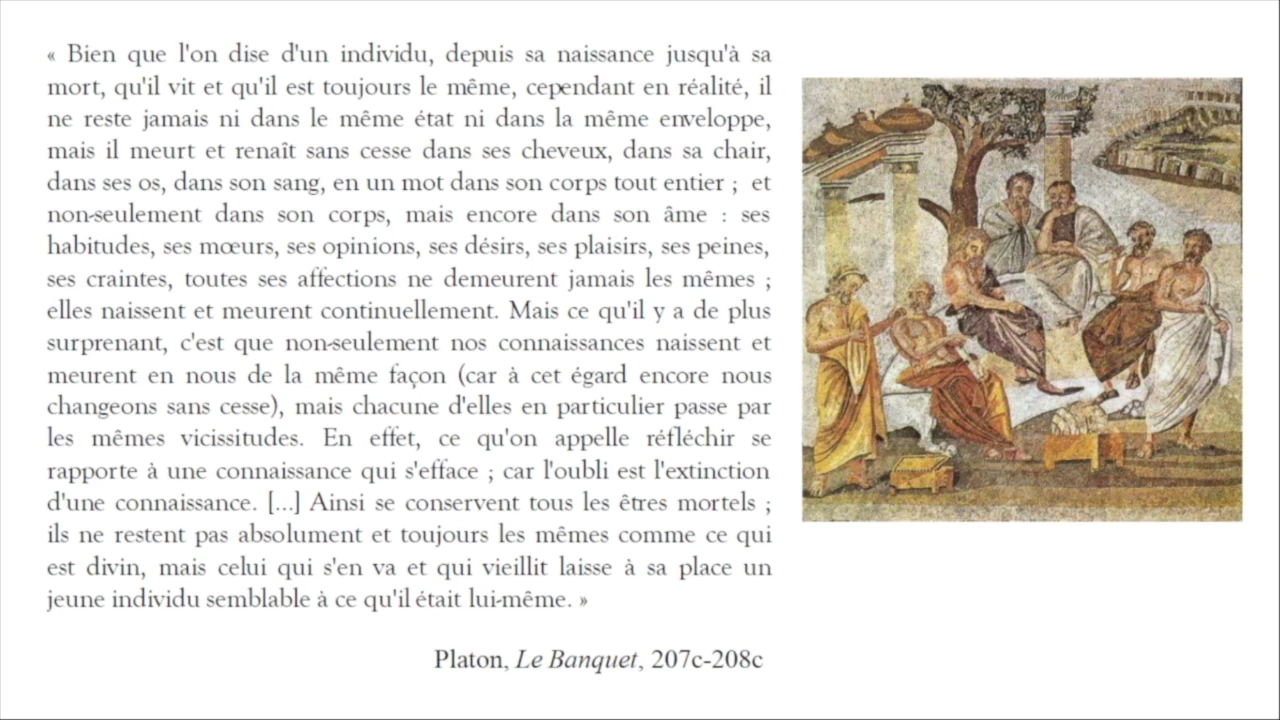 « Bien que l'on dise d'un individu, depuis sa naissance jusqu'à sa
mort, qu'il vit et qu'il est toujours le même, cependant en réalité, il
ne reste jamais ni dans le même état ni dans la même enveloppe,
mais il meurt et renaît sans cesse dans ses cheveux, dans sa chair,
dans ses os, dans son sang, en un mot dans son corps tout entier ; et
non-seulement dans son corps, mais encore dans son âme : ses
habitudes, ses mœurs, ses opinions, ses désirs, ses plaisirs, ses peines,
ses craintes, toutes ses affections ne demeurent jamais les mêmes ;
elles naissent et meurent continuellement. Mais ce qu'il y a de plus
surprenant, c'est que non-seulement nos connaissances naissent et
meurent en nous de la même façon (car à cet égard encore nous
changeons sans cesse), mais chacune d'elles en particulier passe par
les mêmes vicissitudes. En effet, ce qu'on appelle réfléchir se
rapporte à une connaissance qui s'efface ; car l'oubli est l'extinction
d'une connaissance. [...] Ainsi se conservent tous les êtres mortels ;
ils ne restent pas absolument et toujours les mêmes comme ce qui
est divin, mais celui qui s'en va et qui vieillit laisse à sa place un
jeune individu semblable à ce qu'il était lui-même. »
Platon, Le Banquet, 207c-208c